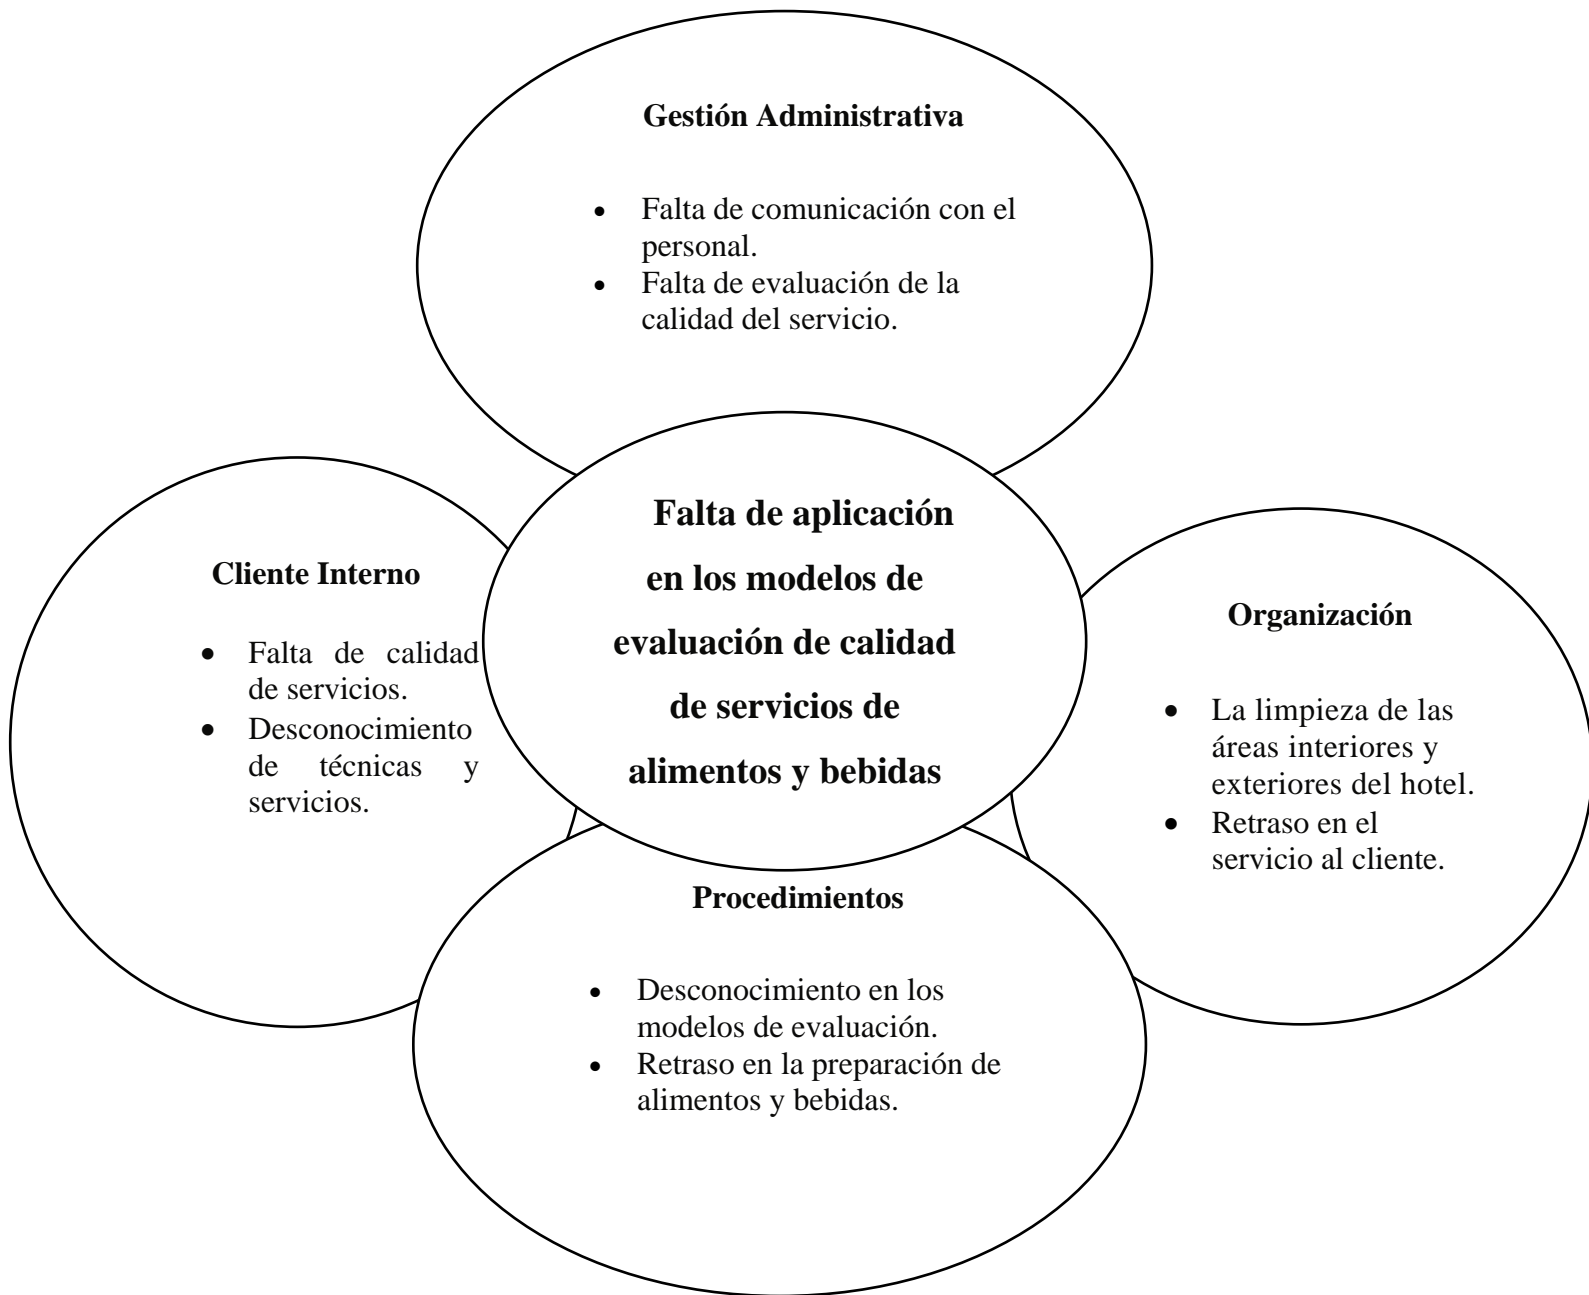 Gestión Administrativa
• Falta de comunicación con el
personal.
• Falta de evaluación de la
calidad del servicio.
Falta de aplicación
en los modelos de
evaluación de calidad
de servicios de
alimentos y bebidas
Cliente Interno
• Falta de calidad
de servicios.
• Desconocimiento
de técnicas y
servicios.
Organización
• La limpieza de las
áreas interiores y
exteriores del hotel.
• Retraso en el
servicio al cliente.
Procedimientos
• Desconocimiento en los
modelos de evaluación.
• Retraso en la preparación de
alimentos y bebidas.